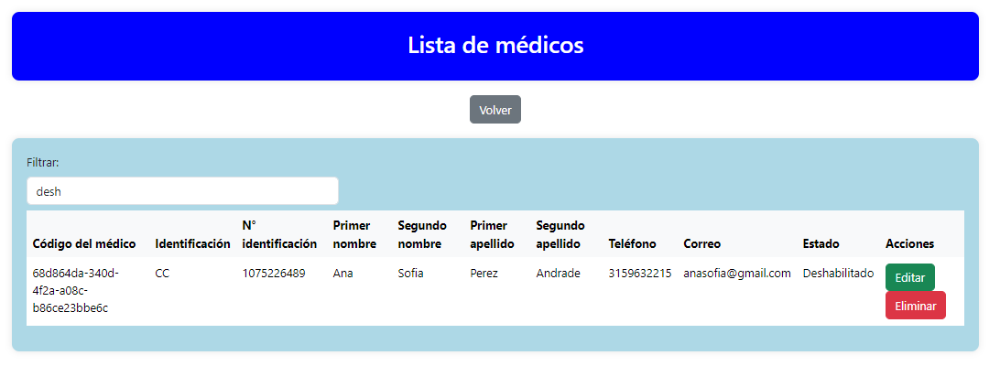 Lista de médicos
Volver
Filtrar:
desh
Código del médico Identificación N° identificación Primer nombre Segundo nombre Primer apellido Segundo apellido Teléfono Correo Estado Acciones
68d864da-340d-4f2a-a08c-b86ce23bbe6c CC 1075226489 Ana Sofia Perez Andrade 3159632215 anasofia@gmail.com Deshabilitado Editar
Eliminar